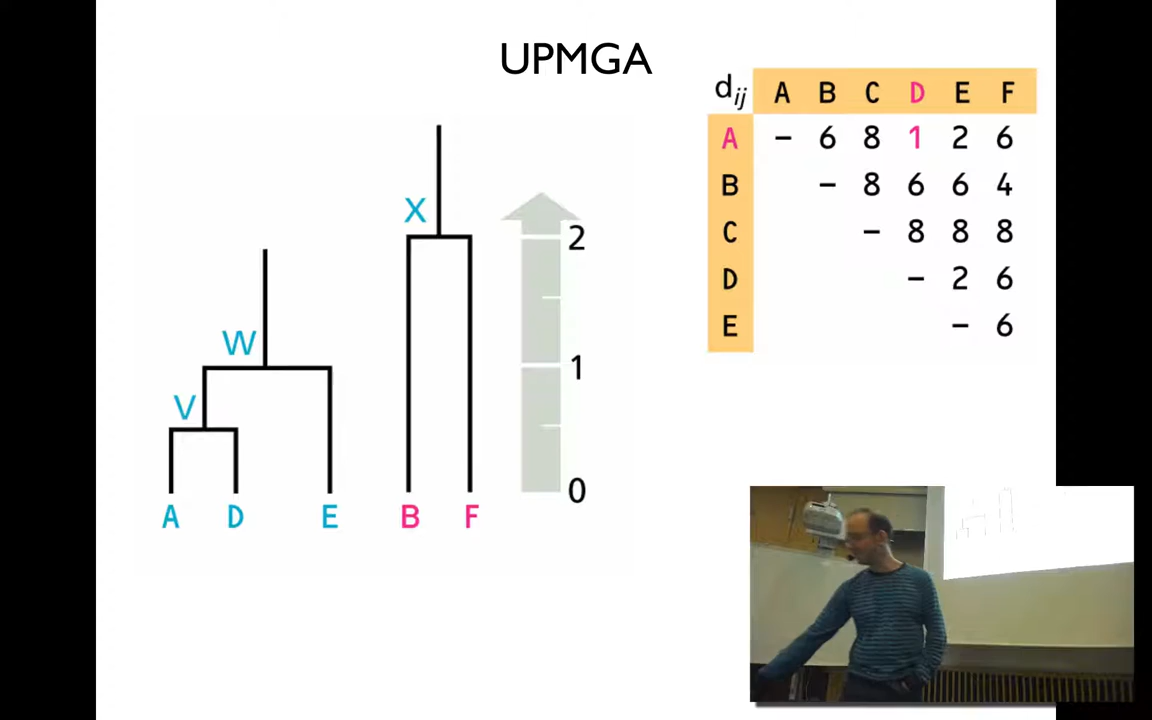 UPMGA
dij A B C D E F
A – 6 8 1 2 6
B – 8 6 6 4
C – 8 8 8
D – 2 6
E – 6
X
2
W
1
V
0
A D E B F